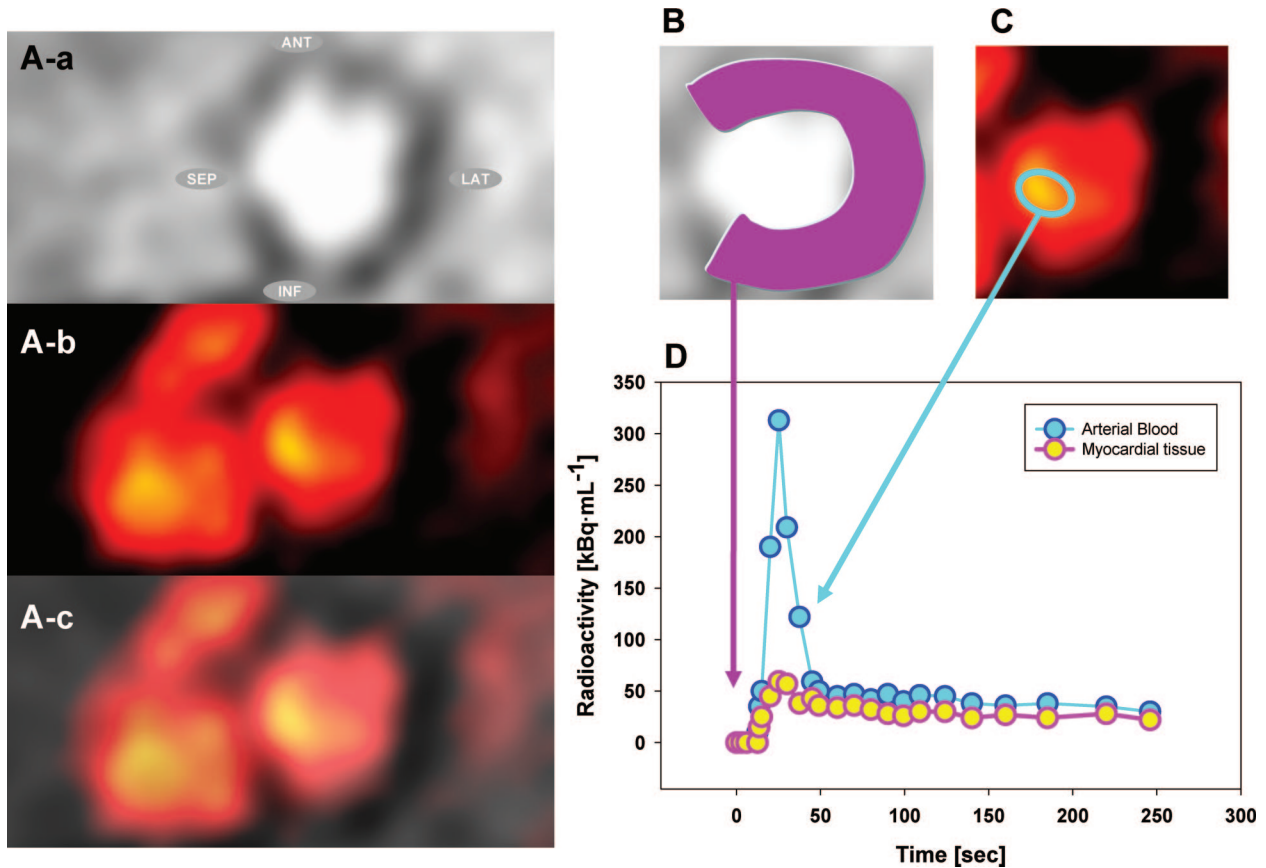 A-a
ANT
SEP
LAT
INF
A-b
A-c
B
C
D
350
300
250
200
150
100
50
0
Radioactivity [kBq·mL⁻¹]
Arterial Blood
Myocardial tissue
0 50 100 150 200 250 300
Time [sec]